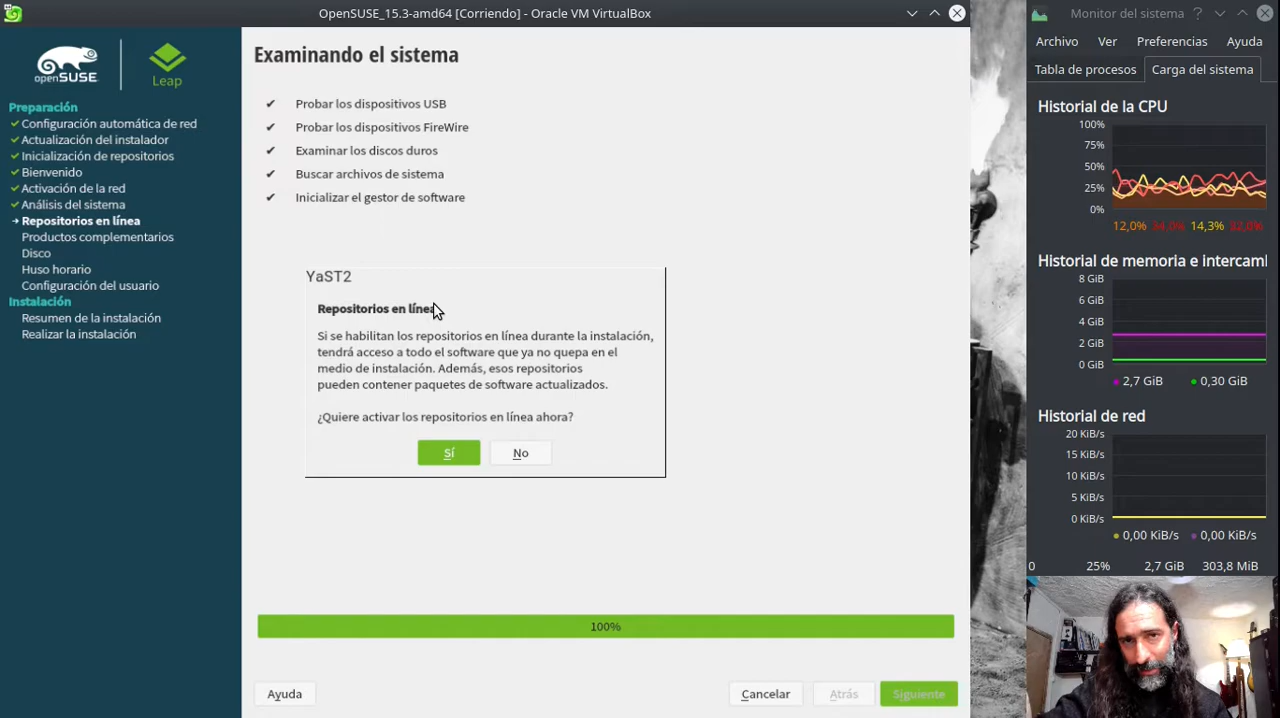 OpenSUSE_15.3-amd64 [Corriendo] - Oracle VM VirtualBox
openSUSE
Leap
Preparación
Configuración automática de red
Actualización del instalador
Inicialización de repositorios
Bienvenido
Activación de la red
Análisis del sistema
Repositorios en línea
Productos complementarios
Disco
Huso horario
Configuración del usuario
Instalación
Resumen de la instalación
Realizar la instalación
Examinando el sistema
Probar los dispositivos USB
Probar los dispositivos FireWire
Examinar los discos duros
Buscar archivos de sistema
Inicializar el gestor de software
YaST2
Repositorios en línea
Si se habilitan los repositorios en línea durante la instalación,
tendrá acceso a todo el software que ya no quepa en el
medio de instalación. Además, esos repositorios
pueden contener paquetes de software actualizados.
¿Quiere activar los repositorios en línea ahora?
Sí No
100%
Ayuda Cancelar Atrás Siguiente
Monitor del sistema ?
Archivo Ver Preferencias Ayuda
Tabla de procesos Carga del sistema
Historial de la CPU
100%
75%
50%
25%
0%
12,0% 34,0% 14,3% 32,0%
Historial de memoria e intercaml
8 GiB
6 GiB
4 GiB
2 GiB
0 GiB
2,7 GiB 0,30 GiB
Historial de red
20 KiB/s
15 KiB/s
10 KiB/s
5 KiB/s
0 KiB/s
0,00 KiB/s 0,00 KiB/s
0 25% 2,7 GiB 303,8 MiB